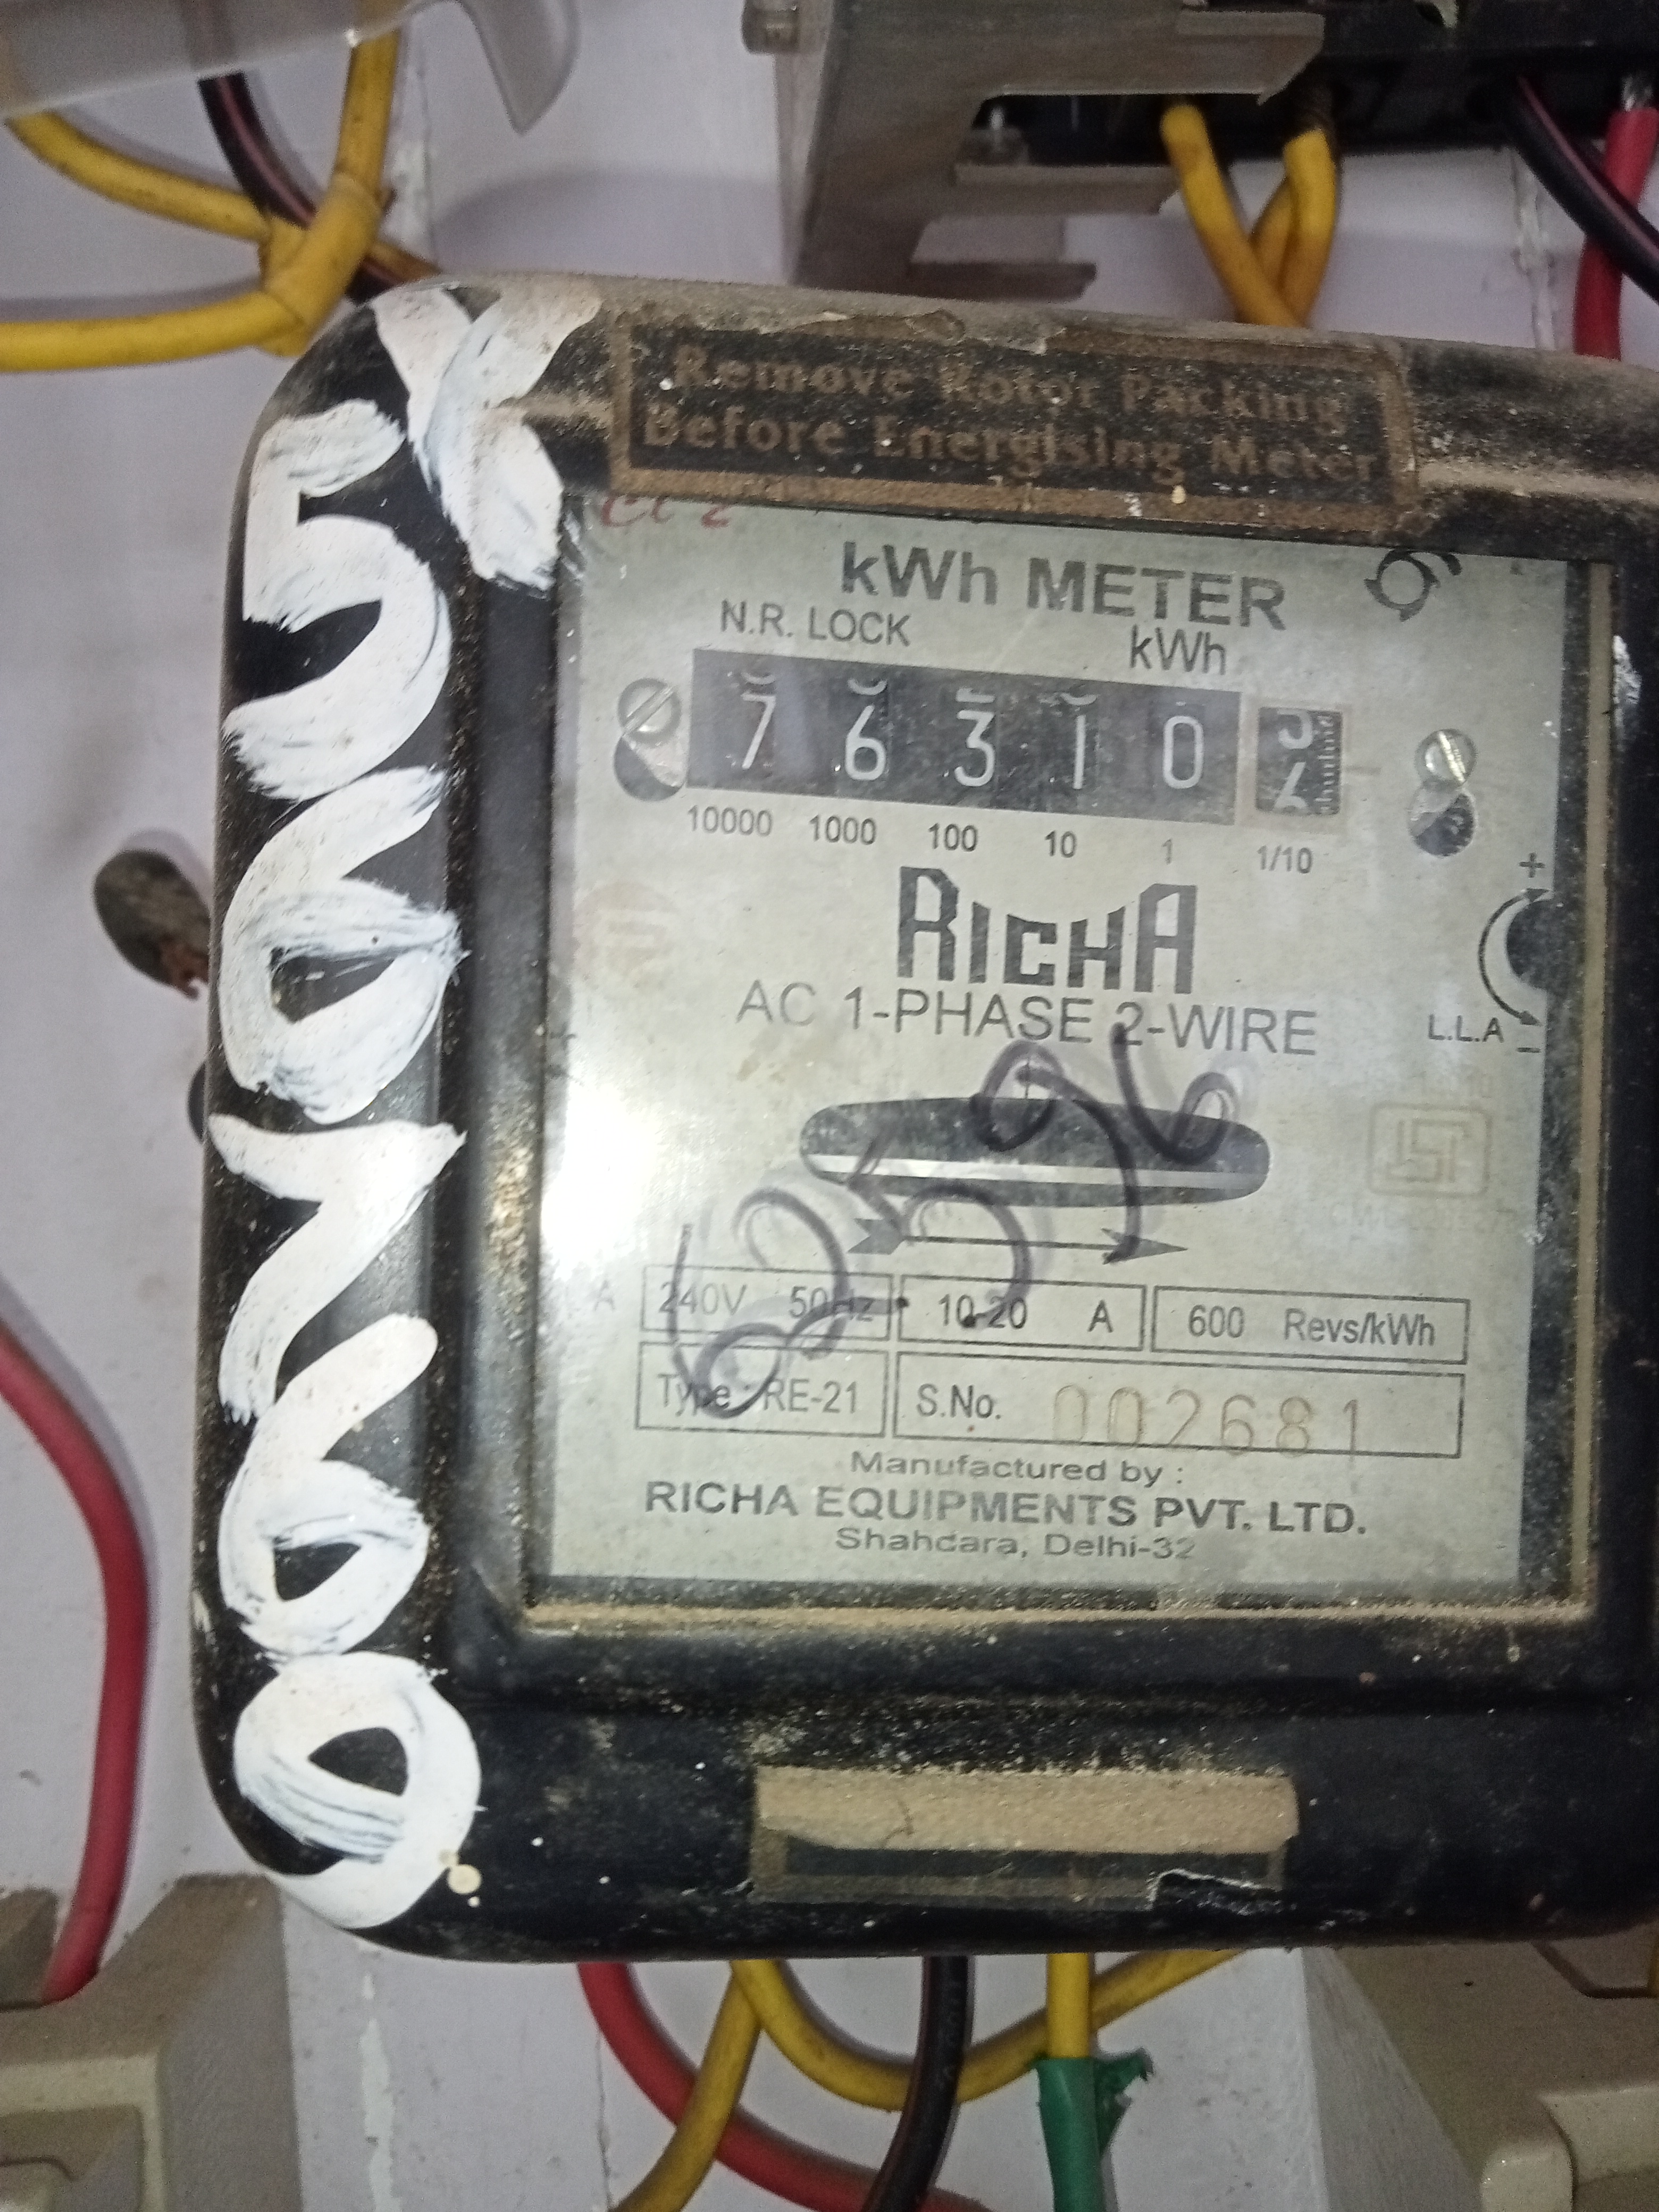 Remove Rotor Packing
Before Energising Meter
kWh METER
N.R. LOCK kWh
7 6 3 1 0
10000 1000 100 10 1 1/10
RICHA
AC 1-PHASE 2-WIRE
+
L.L.A -
240V 50Hz 10-20 A 600 Revs/kWh
Type : RE-21 S.No. 002681
Manufactured by :
RICHA EQUIPMENTS PVT. LTD.
Shahdara, Delhi-32